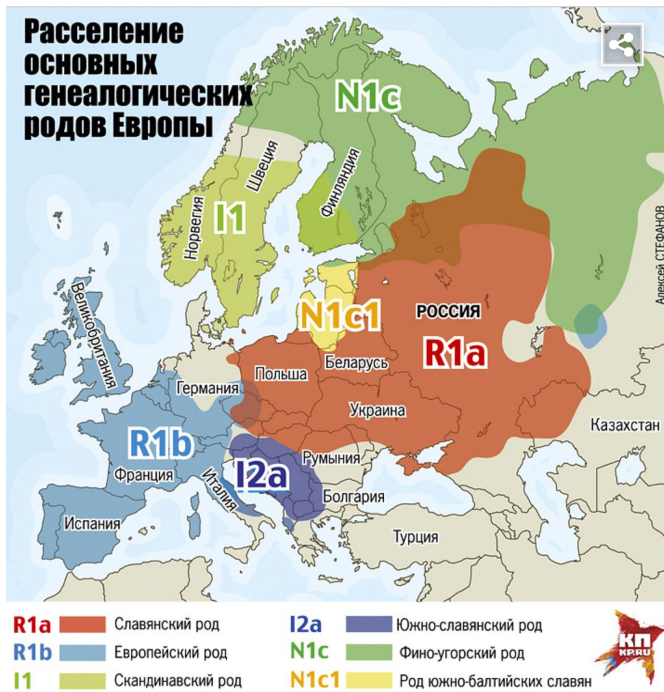 Расселение
основных
генеалогических
родов Европы
N1c
I1
Норвегия
Швеция
Финляндия
Алексей СТЕФАНОВ
Великобритания
N1c1
РОССИЯ
R1a
Польша
Беларусь
Германия
Украина
Казахстан
R1b
Франция
Италия
I2a
Румыния
Болгария
Испания
Турция
R1a Славянский род
R1b Европейский род
I1 Скандинавский род
I2a Южно-славянский род
N1c Фино-угорский род
N1c1 Род южно-балтийских славян
КП
KP.RU